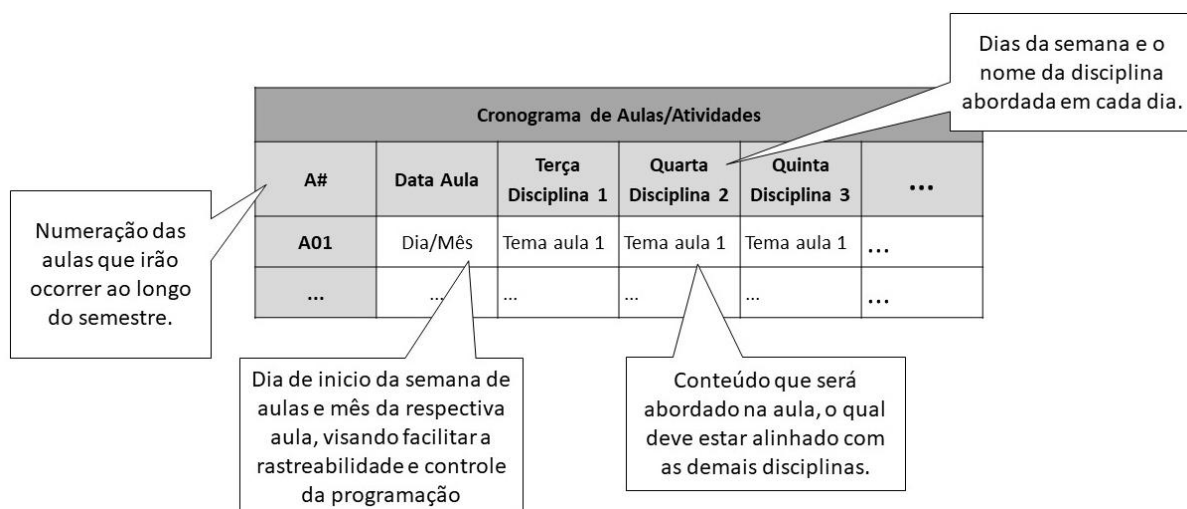 Dias da semana e o
nome da disciplina
abordada em cada dia.
Cronograma de Aulas/Atividades
A#
Data Aula
Terça
Disciplina 1
Quarta
Disciplina 2
Quinta
Disciplina 3
...
A01
Dia/Mês
Tema aula 1
Tema aula 1
Tema aula 1
...
...
...
...
...
...
...
Numeração das
aulas que irão
ocorrer ao longo
do semestre.
Dia de inicio da semana de
aulas e mês da respectiva
aula, visando facilitar a
rastreabilidade e controle
da programação
Conteúdo que será
abordado na aula, o qual
deve estar alinhado com
as demais disciplinas.